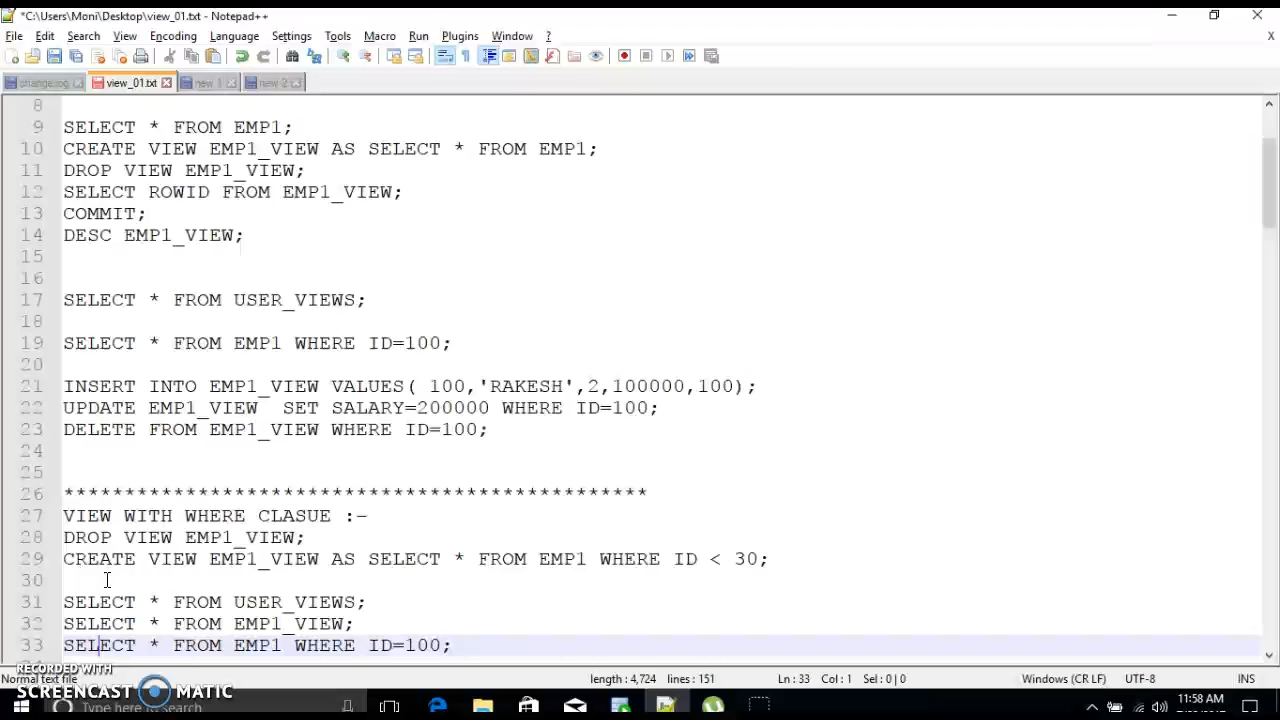 *C:\Users\Moni\Desktop\view_01.txt - Notepad++
File Edit Search View Encoding Language Settings Tools Macro Run Plugins Window ? X
change.log view_01.txt new 1 new 2
8
9 SELECT * FROM EMP1;
10 CREATE VIEW EMP1_VIEW AS SELECT * FROM EMP1;
11 DROP VIEW EMP1_VIEW;
12 SELECT ROWID FROM EMP1_VIEW;
13 COMMIT;
14 DESC EMP1_VIEW;
15
16
17 SELECT * FROM USER_VIEWS;
18
19 SELECT * FROM EMP1 WHERE ID=100;
20
21 INSERT INTO EMP1_VIEW VALUES( 100,'RAKESH',2,100000,100);
22 UPDATE EMP1_VIEW  SET SALARY=200000 WHERE ID=100;
23 DELETE FROM EMP1_VIEW WHERE ID=100;
24
25
26 ************************************************
27 VIEW WITH WHERE CLASUE :-
28 DROP VIEW EMP1_VIEW;
29 CREATE VIEW EMP1_VIEW AS SELECT * FROM EMP1 WHERE ID < 30;
30
31 SELECT * FROM USER_VIEWS;
32 SELECT * FROM EMP1_VIEW;
33 SELECT * FROM EMP1 WHERE ID=100;
RECORDED WITH
SCREENCAST MATIC
Normal text file length : 4,724 lines : 151 Ln : 33 Col : 1 Sel : 0 | 0 Windows (CR LF) UTF-8 INS
Type here to search 11:58 AM